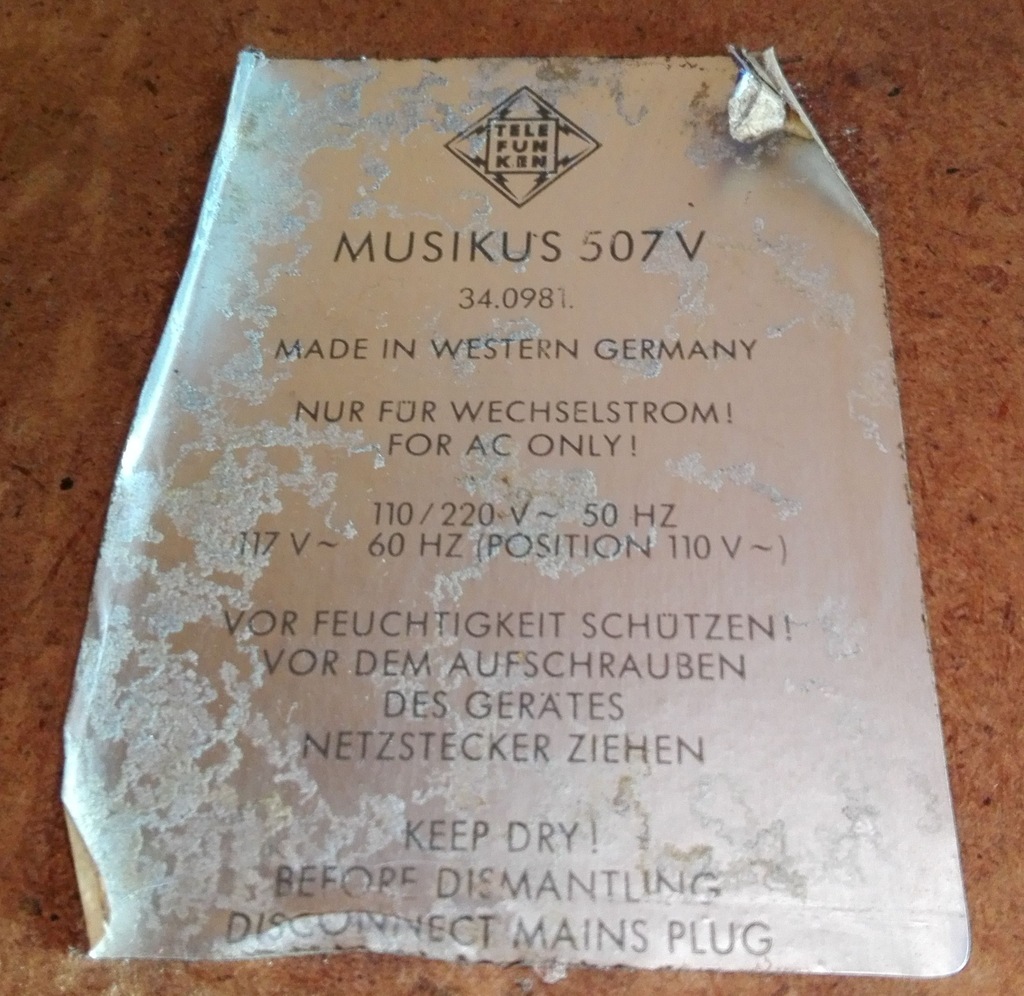 TELE
FUN
KEN
MUSIKUS 507 V
34.0981.
MADE IN WESTERN GERMANY
NUR FÜR WECHSELSTROM!
FOR AC ONLY!
110/220 V~ 50 HZ
117 V~ 60 HZ (POSITION 110 V~)
VOR FEUCHTIGKEIT SCHÜTZEN!
VOR DEM AUFSCHRAUBEN
DES GERÄTES
NETZSTECKER ZIEHEN
KEEP DRY!
BEFORE DISMANTLING
DISCONNECT MAINS PLUG